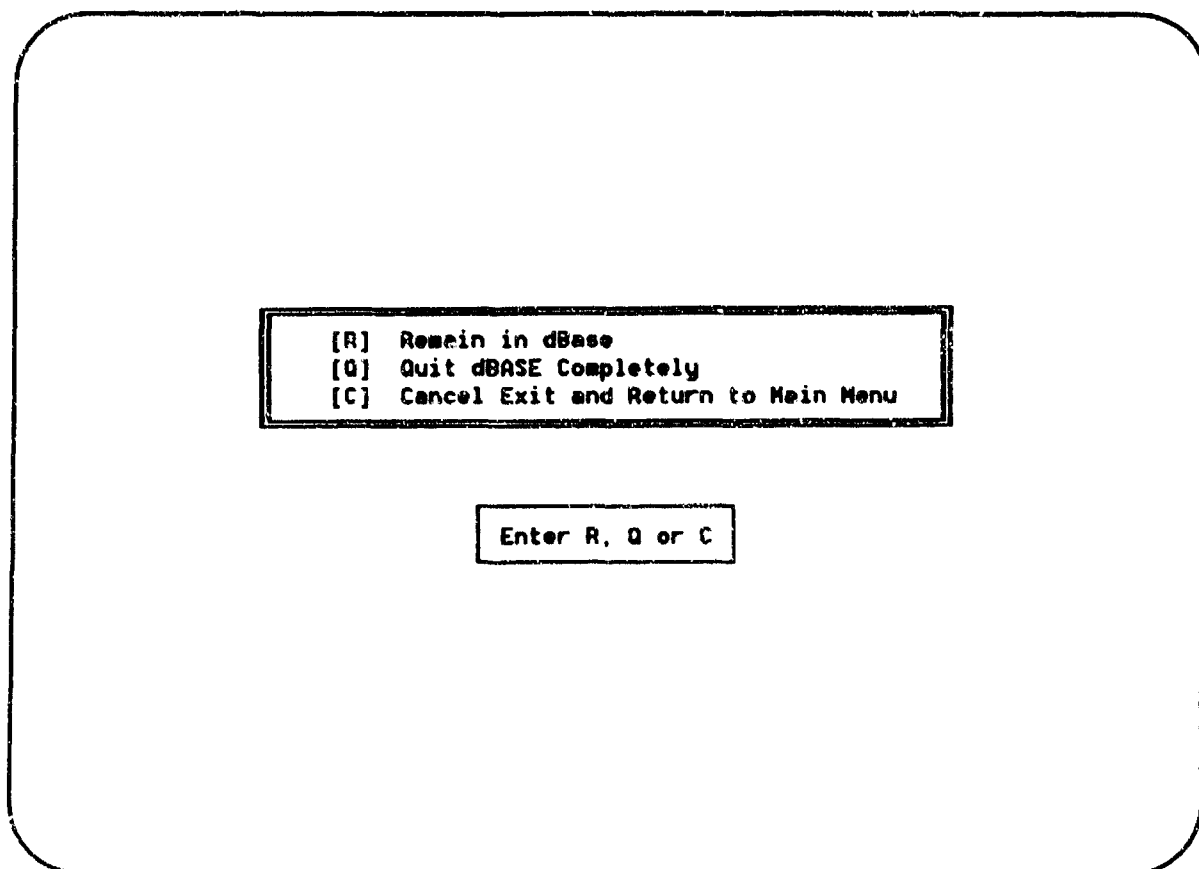 [R] Remain in dBase
[Q] Quit dBASE Completely
[C] Cancel Exit and Return to Main Menu
Enter R, Q or C